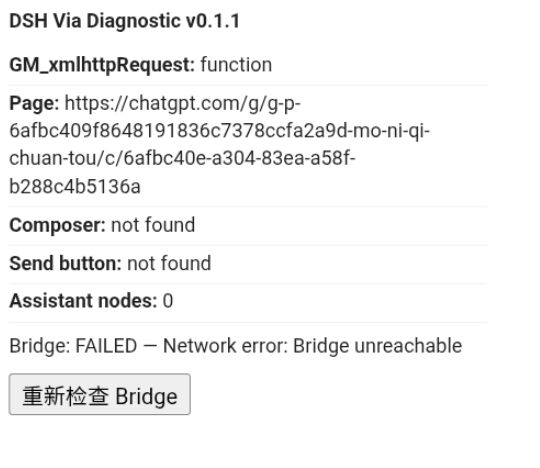 DSH Via Diagnostic v0.1.1
GM_xmlhttpRequest: function
Page: https://chatgpt.com/g/g-p-
6afbc409f8648191836c7378ccfa2a9d-mo-ni-qi-
chuan-tou/c/6afbc40e-a304-83ea-a58f-
b288c4b5136a
Composer: not found
Send button: not found
Assistant nodes: 0
Bridge: FAILED — Network error: Bridge unreachable
重新检查 Bridge